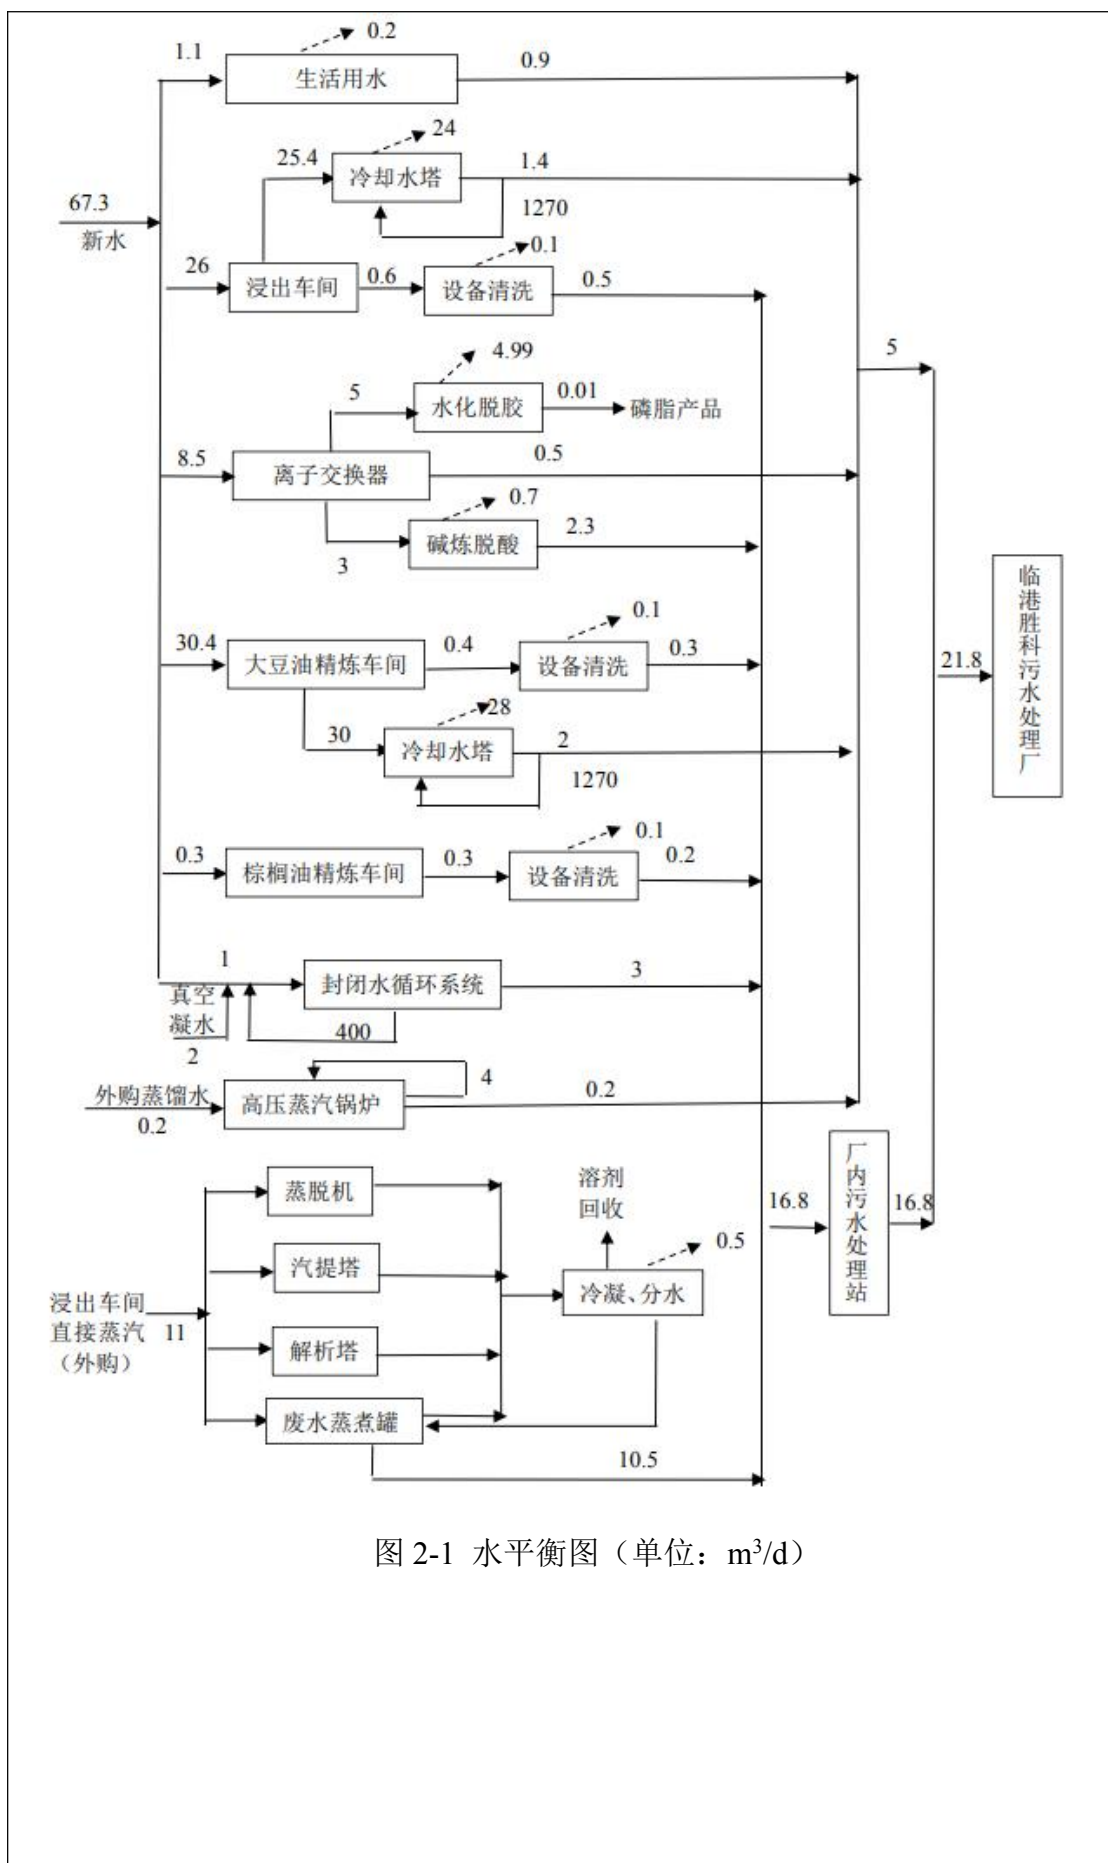 0.2
1.1
生活用水
0.9
24
25.4
冷却水塔
1.4
1270
67.3
新水
26
浸出车间
0.6
0.1
设备清洗
0.5
4.99
5
水化脱胶
0.01
磷脂产品
5
8.5
离子交换器
0.5
0.7
3
碱炼脱酸
2.3
临港胜科污水处理厂
0.1
30.4
大豆油精炼车间
0.4
设备清洗
0.3
21.8
28
30
冷却水塔
2
1270
0.1
0.3
棕榈油精炼车间
0.3
设备清洗
0.2
1
封闭水循环系统
3
真空
凝水
2
400
外购蒸馏水
0.2
高压蒸汽锅炉
4
0.2
厂内污水处理站
蒸脱机
溶剂
回收
16.8
16.8
0.5
汽提塔
冷凝、分水
浸出车间
直接蒸汽
(外购)
11
解析塔
废水蒸煮罐
10.5
图 2-1 水平衡图(单位:m³/d)